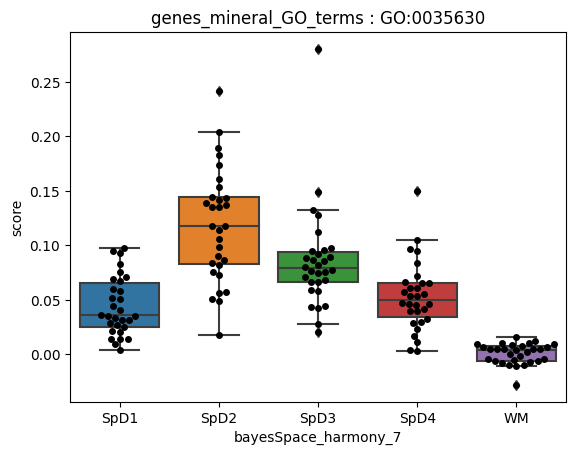 genes_mineral_GO_terms : GO:0035630
0.25
0.20
0.15
0.10
0.05
0.00
score
SpD1 SpD2 SpD3 SpD4 WM
bayesSpace_harmony_7